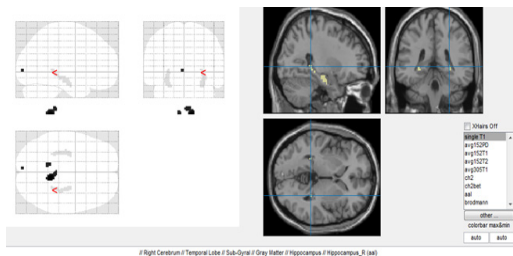 <
<
<
XHairs Off
single T1
avg152PD
avg152T1
avg152T2
avg305T1
ch2
ch2bet
aal
brodmann
other ...
colorbar max&min
auto auto
// Right Cerebrum // Temporal Lobe // Sub-Gyral // Gray Matter // Hippocampus // Hippocampus_R (aal)